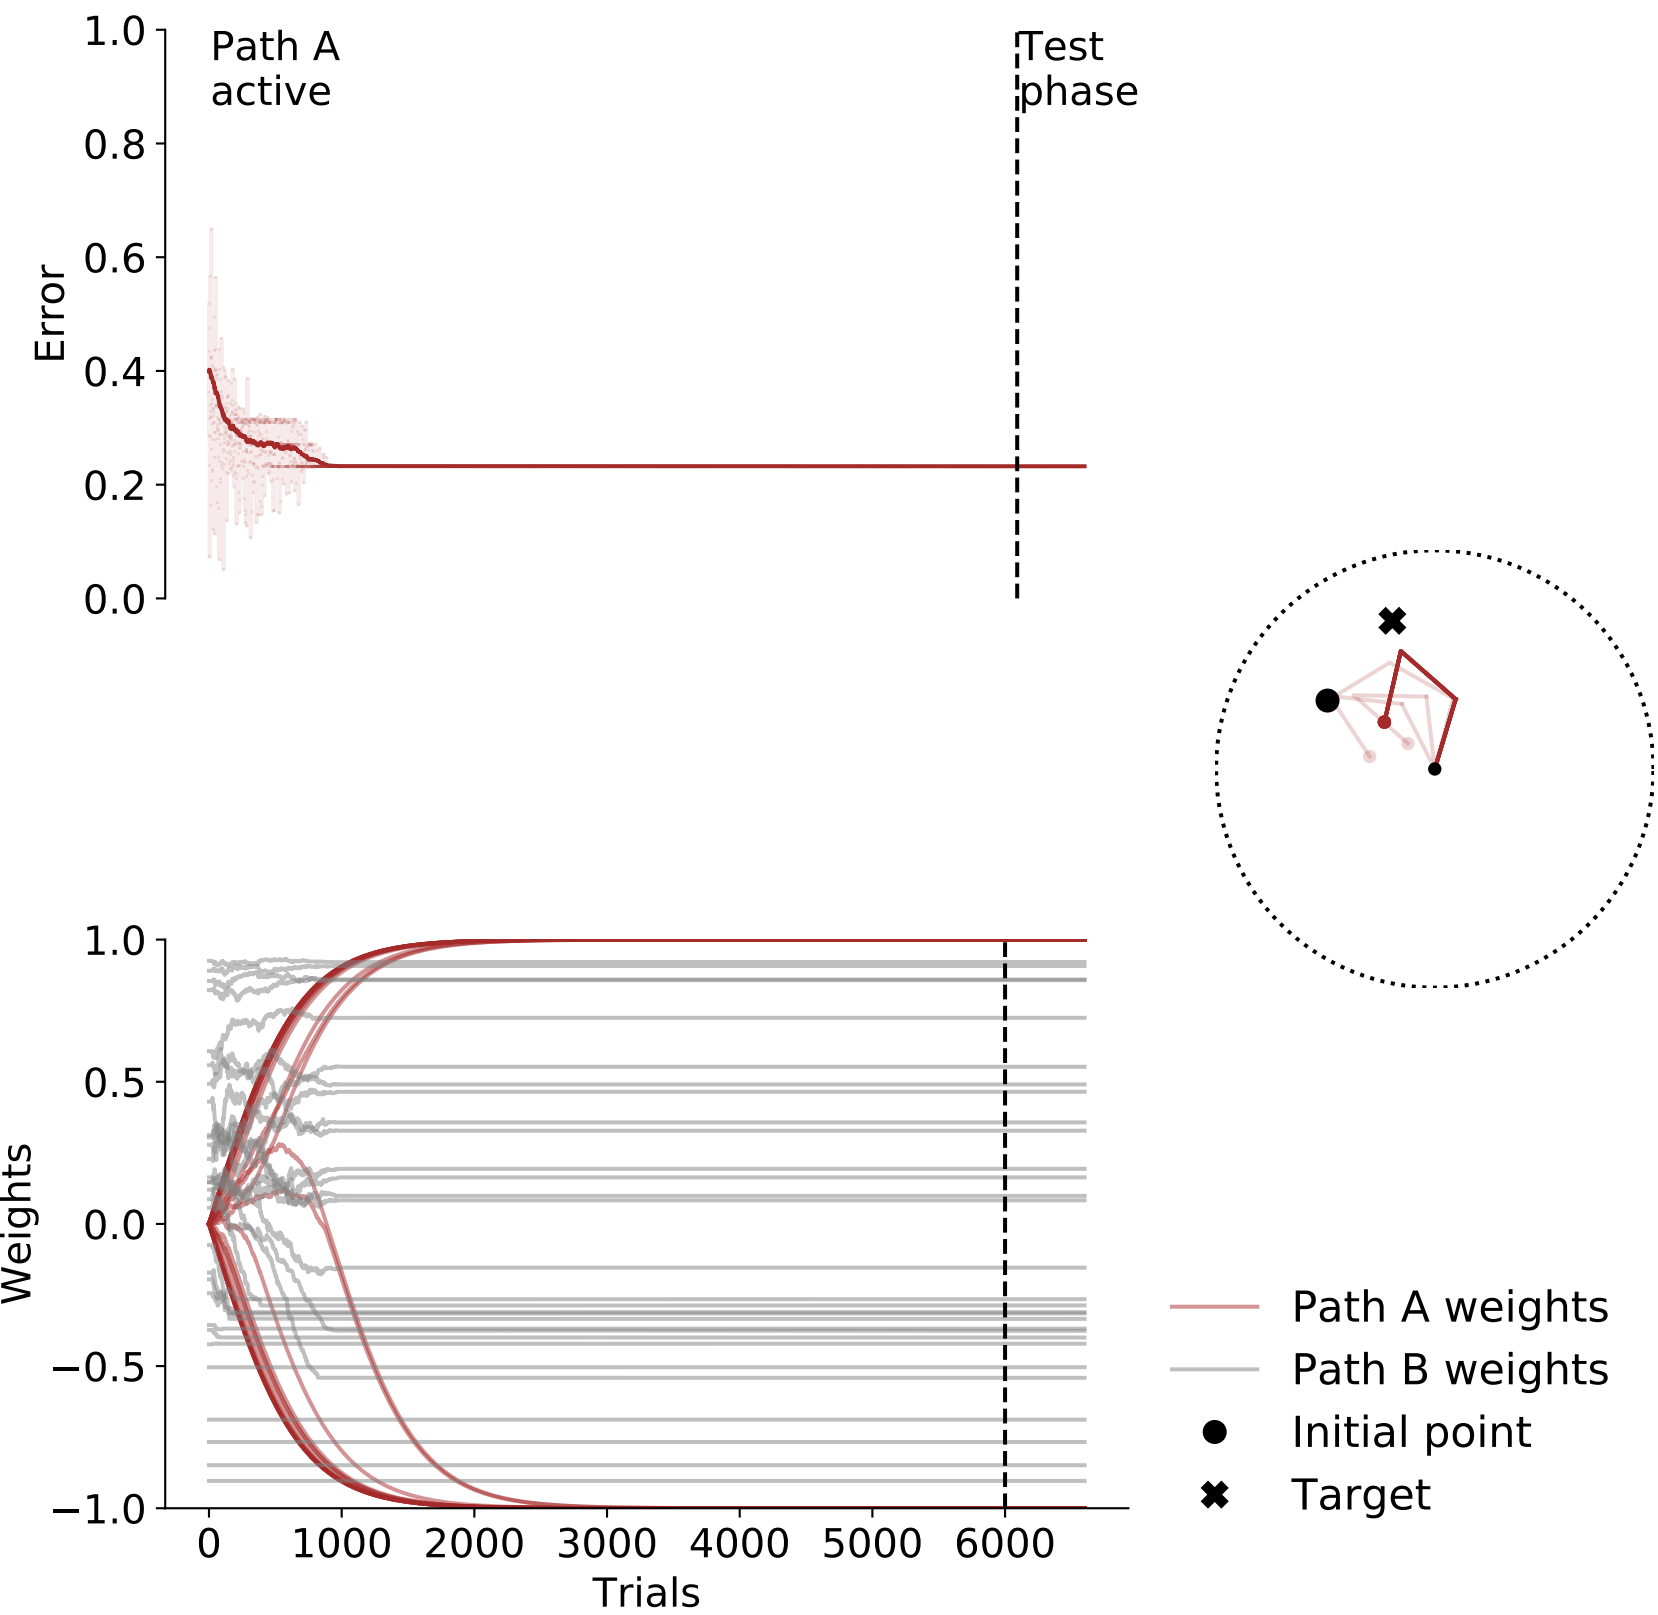 1.0
Path A
active
Test
phase
0.8
0.6
0.4
0.2
0.0
Error
1.0
0.5
0.0
−0.5
−1.0
Weights
0
1000
2000
3000
4000
5000
6000
Trials
Path A weights
Path B weights
Initial point
Target